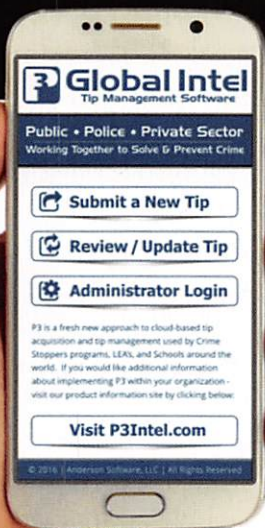 P3 Global Intel
Tip Management Software
Public • Police • Private Sector
Working Together to Solve & Prevent Crime
Submit a New Tip
Review / Update Tip
Administrator Login
P3 is a fresh new approach to cloud-based tip
acquisition and tip management used by Crime
Stoppers programs, LEA's, and Schools around the
world. If you would like additional information
about implementing P3 within your organization -
visit our product information site by clicking below:
Visit P3Intel.com
© 2016 | Anderson Software, LLC | All Rights Reserved